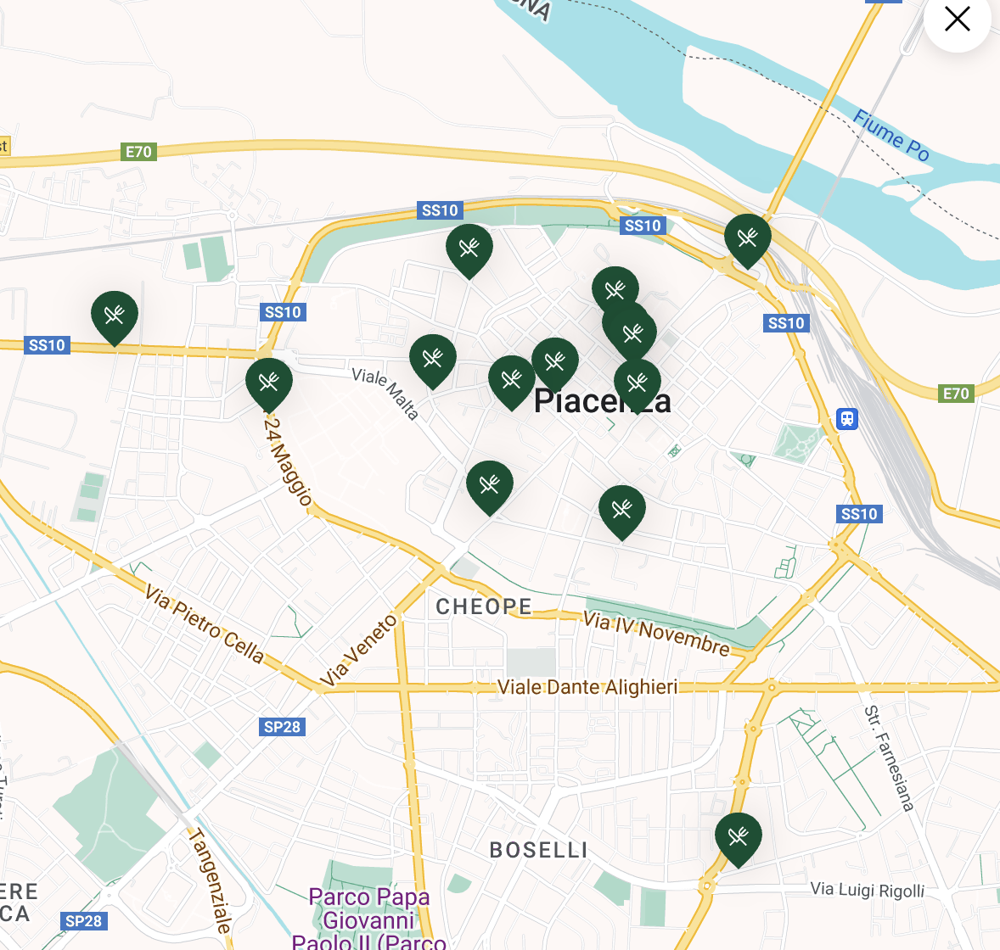 Fiume Po
E70
SS10
SS10
SS10
SS10
SS10
E70
Viale Malta
Piacenza
24 Maggio
SS10
Via Pietro Cella
CHEOPE
Via IV Novembre
Via Veneto
Viale Dante Alighieri
SP28
Str. Farnesiana
Tangenziale
BOSELLI
Via Luigi Rigolli
Parco Papa
Giovanni
Paolo II (Parco
SP28